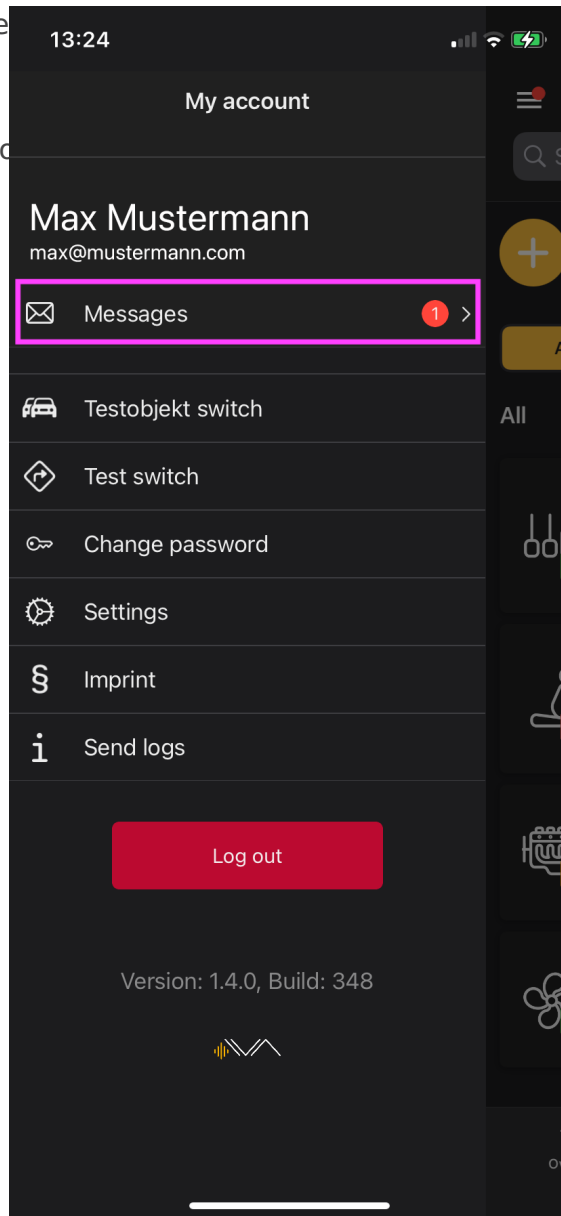 13:24
My account
Max Mustermann
max@mustermann.com
Messages 1
Testobjekt switch
Test switch
Change password
Settings
§ Imprint
i Send logs
Log out
Version: 1.4.0, Build: 348
All